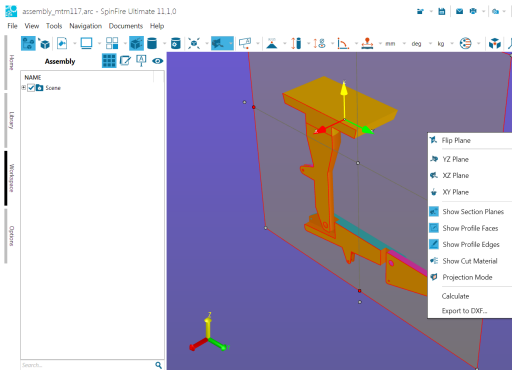 assembly_mtm117.arc - SpinFire Ultimate 11.1.0
File View Tools Navigation Documents Help
mm deg kg
Home
Library
Workspace
Options
Assembly
NAME
Scene
Search...
Z
Flip Plane
YZ Plane
XZ Plane
XY Plane
Show Section Planes
Show Profile Faces
Show Profile Edges
Show Cut Material
Projection Mode
Calculate
Export to DXF...